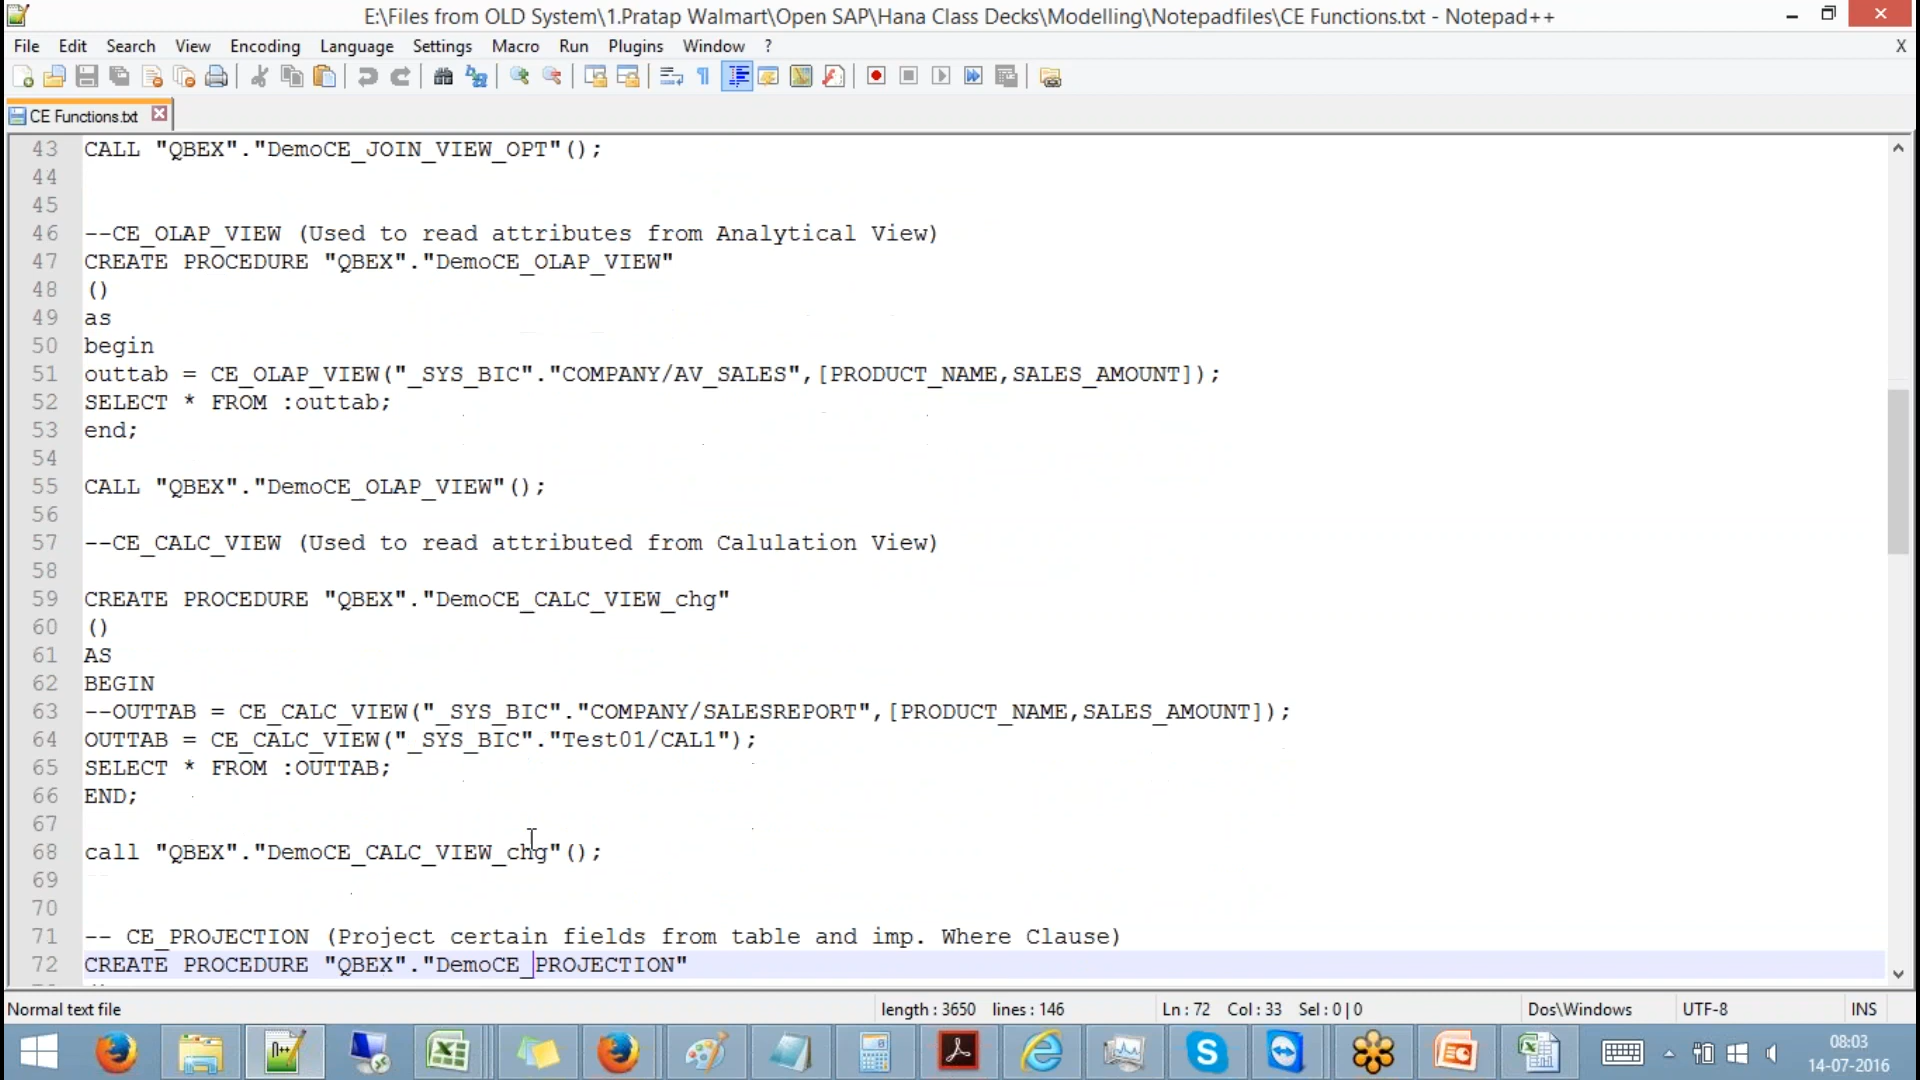 E:\Files from OLD System\1.Pratap Walmart\Open SAP\Hana Class Decks\Modelling\Notepadfiles\CE Functions.txt - Notepad++
File Edit Search View Encoding Language Settings Macro Run Plugins Window ? X
CE Functions.txt
43 CALL "QBEX"."DemoCE_JOIN_VIEW_OPT"();
44
45
46 --CE_OLAP_VIEW (Used to read attributes from Analytical View)
47 CREATE PROCEDURE "QBEX"."DemoCE_OLAP_VIEW"
48 ()
49 as
50 begin
51 outtab = CE_OLAP_VIEW("_SYS_BIC"."COMPANY/AV_SALES",[PRODUCT_NAME,SALES_AMOUNT]);
52 SELECT * FROM :outtab;
53 end;
54
55 CALL "QBEX"."DemoCE_OLAP_VIEW"();
56
57 --CE_CALC_VIEW (Used to read attributed from Calulation View)
58
59 CREATE PROCEDURE "QBEX"."DemoCE_CALC_VIEW_chg"
60 ()
61 AS
62 BEGIN
63 --OUTTAB = CE_CALC_VIEW("_SYS_BIC"."COMPANY/SALESREPORT",[PRODUCT_NAME,SALES_AMOUNT]);
64 OUTTAB = CE_CALC_VIEW("_SYS_BIC"."Test01/CAL1");
65 SELECT * FROM :OUTTAB;
66 END;
67
68 call "QBEX"."DemoCE_CALC_VIEW_chg"();
69
70
71 -- CE_PROJECTION (Project certain fields from table and imp. Where Clause)
72 CREATE PROCEDURE "QBEX"."DemoCE_PROJECTION"
Normal text file length : 3650 lines : 146 Ln : 72 Col : 33 Sel : 0 | 0 Dos\Windows UTF-8 INS
08:03
14-07-2016